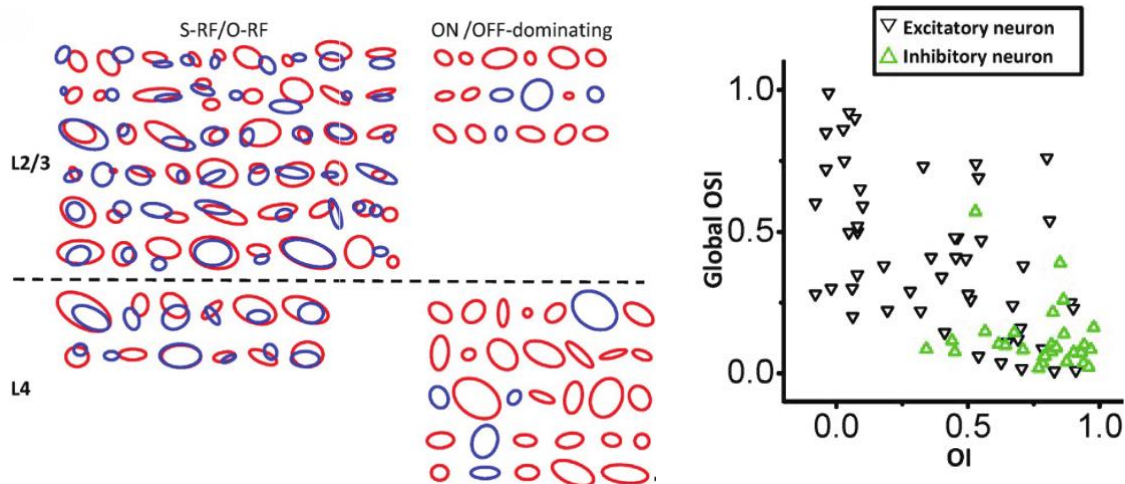 S-RF/O-RF
ON /OFF-dominating
L2/3
L4
Excitatory neuron
Inhibitory neuron
Global OSI
1.0
0.5
0.0
0.0
0.5
1.0
OI